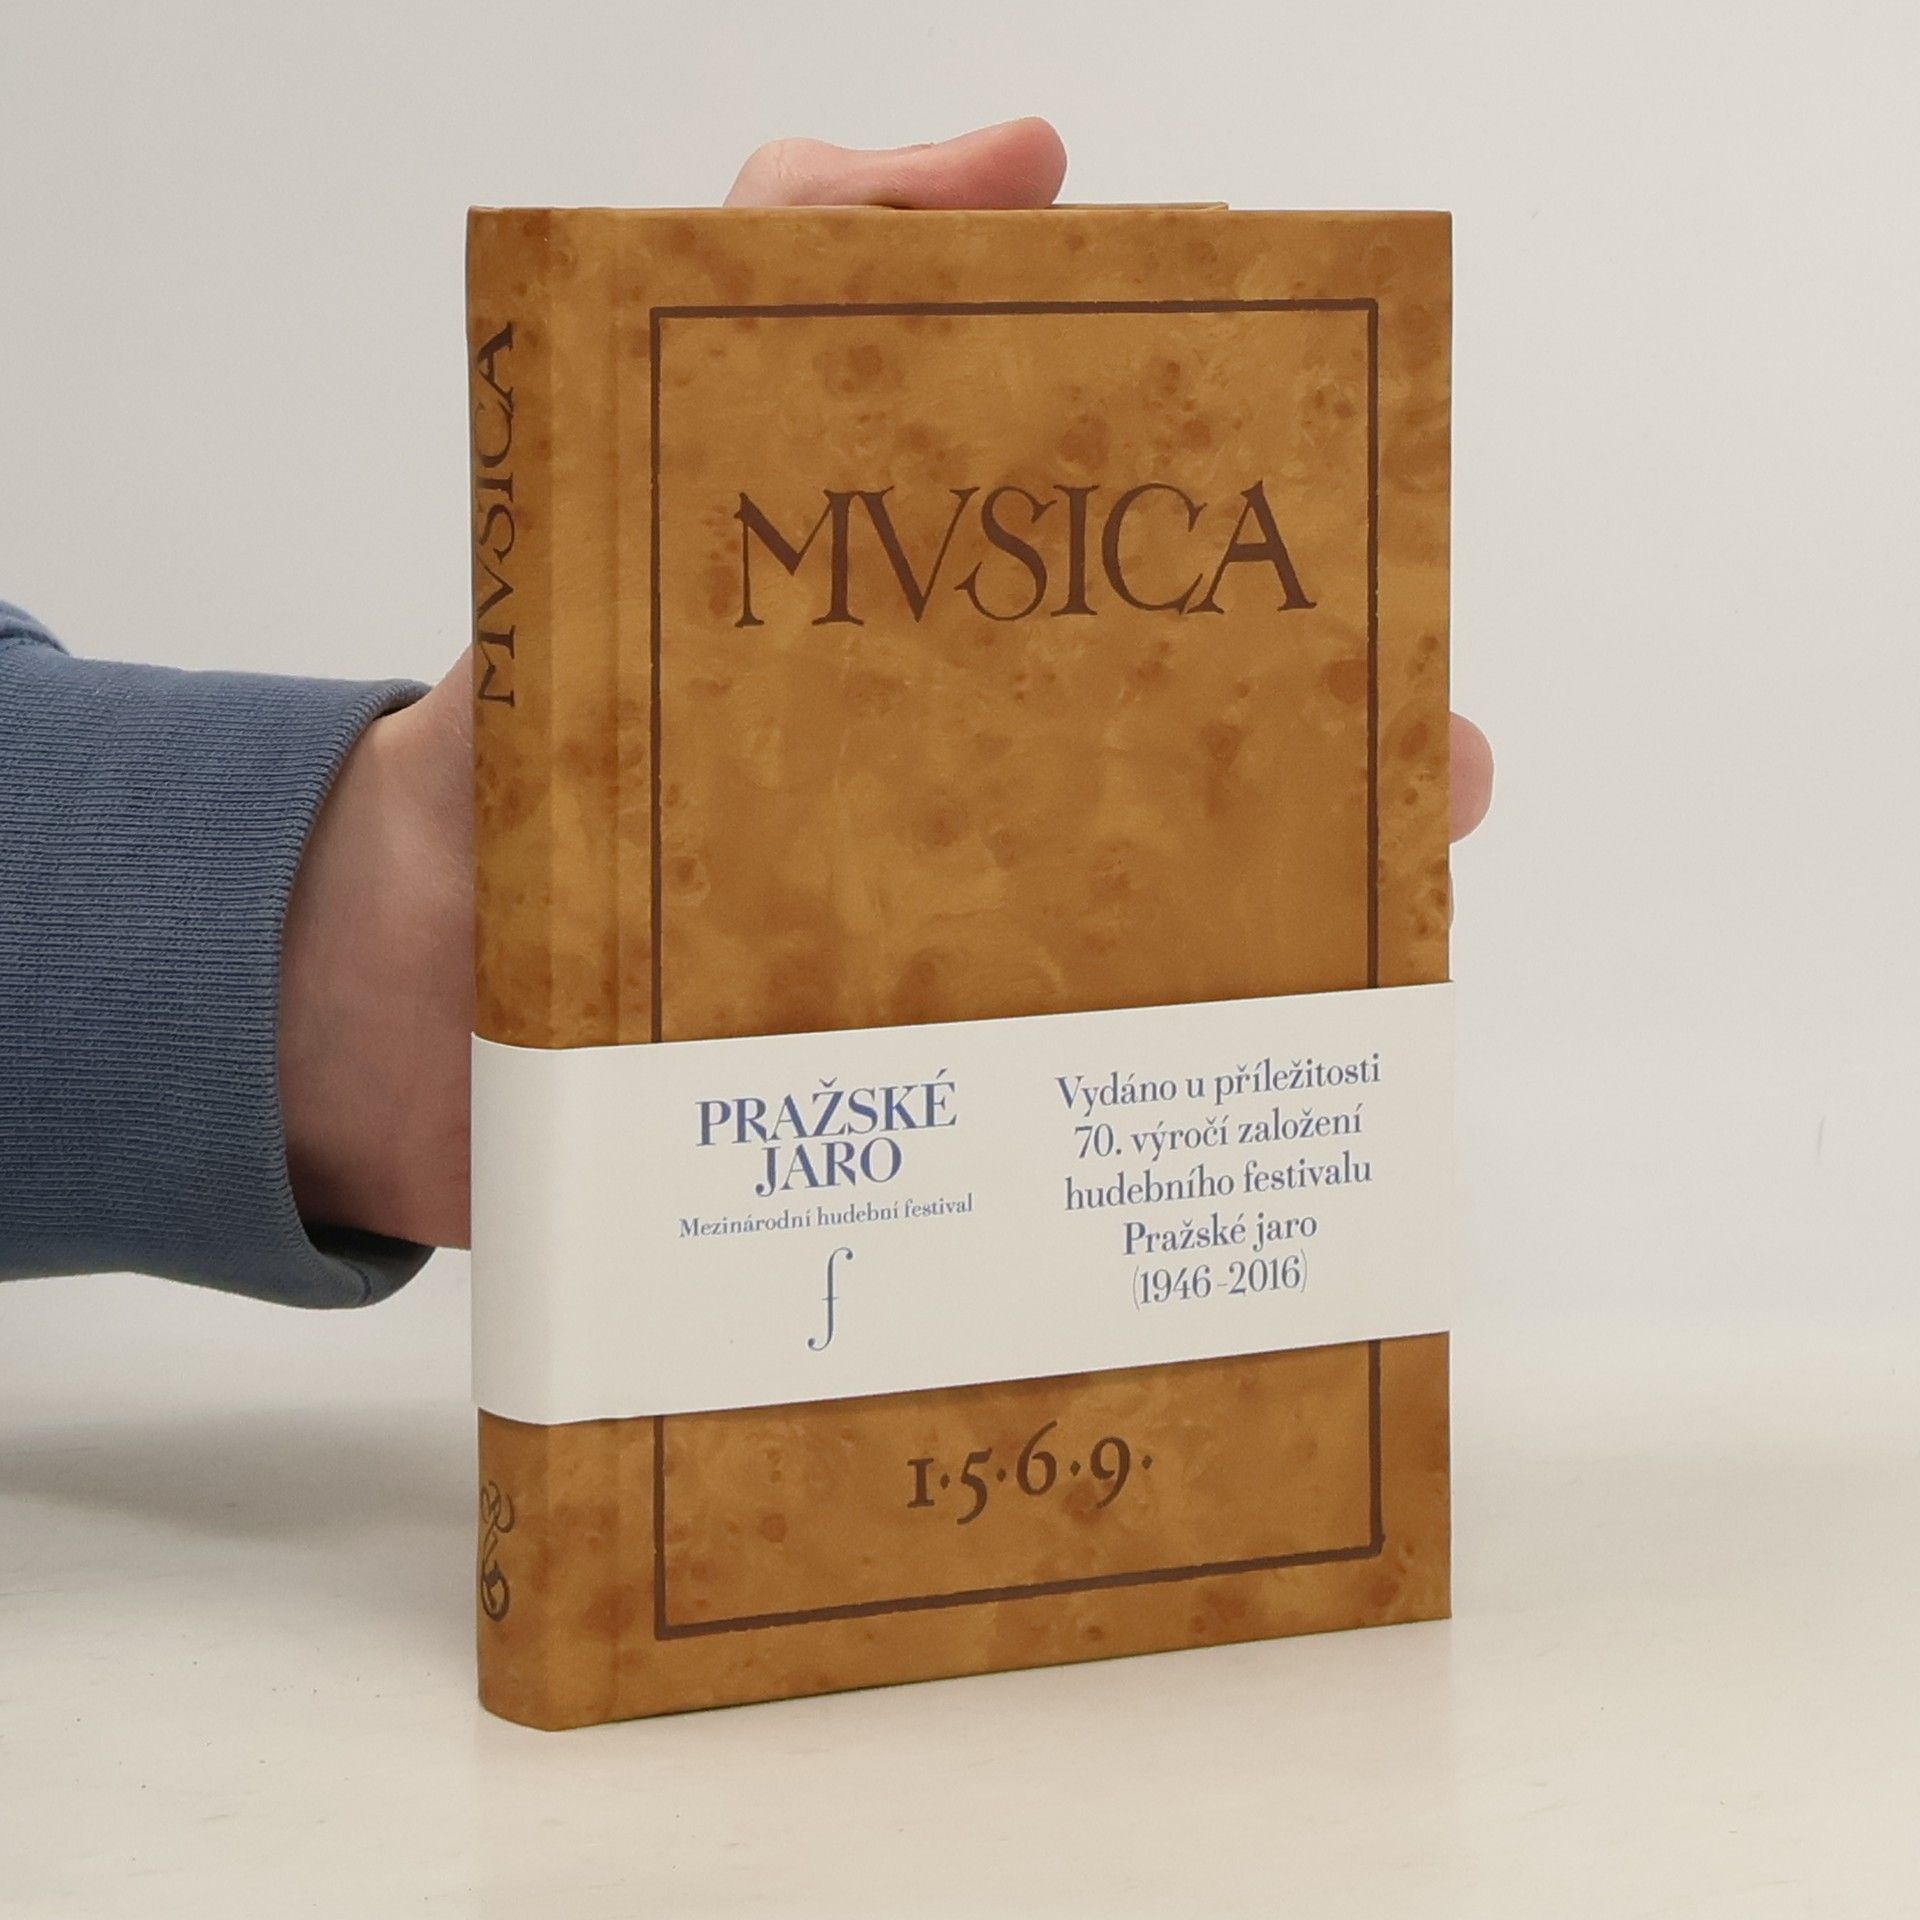 MVSICA
MVSICA
PRAŽSKÉ
JARO
Mezinárodní hudební festival
f
Vydáno u příležitosti
70. výročí založení
hudebního festivalu
Pražské jaro
(1946-2016)
1·5·6·9·